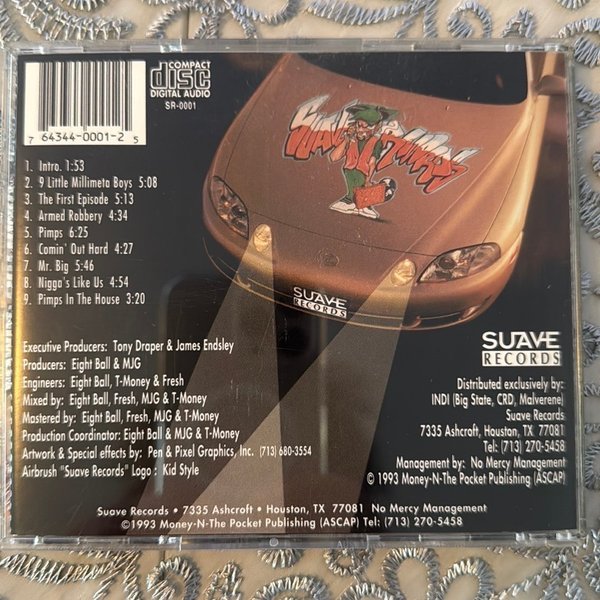 COMPACT
disc
DIGITAL AUDIO
SR-0001
7 64344-0001-2 5
SUAVE RECORDS
1. Intro. 1:53
2. 9 Little Millimeta Boys 5:08
3. The First Episode 5:13
4. Armed Robbery 4:34
5. Pimps 6:25
6. Comin' Out Hard 4:27
7. Mr. Big 5:46
8. Nigga's Like Us 4:54
9. Pimps In The House 3:20
SUAVE
RECORDS
Executive Producers: Tony Draper & James Endsley
Producers: Eight Ball & MJG
Engineers: Eight Ball, T-Money & Fresh
Mixed by: Eight Ball, Fresh, MJG & T-Money
Mastered by: Eight Ball, Fresh, MJG & T-Money
Production Coordinator: Eight Ball & MJG & T-Money
Artwork & Special effects by: Pen & Pixel Graphics, Inc. (713) 680-3554
Airbrush "Suave Records" Logo : Kid Style
SUAVE
RECORDS
Distributed exclusively by:
INDI (Big State, CRD, Malverene)
Suave Records
7335 Ashcroft, Houston, TX 77081
Tel: (713) 270-5458
Management by: No Mercy Management
© 1993 Money-N-The Pocket Publishing (ASCAP)
Suave Records • 7335 Ashcroft • Houston, TX 77081 No Mercy Management
©1993 Money-N-The Pocket Publishing (ASCAP) Tel: (713) 270-5458